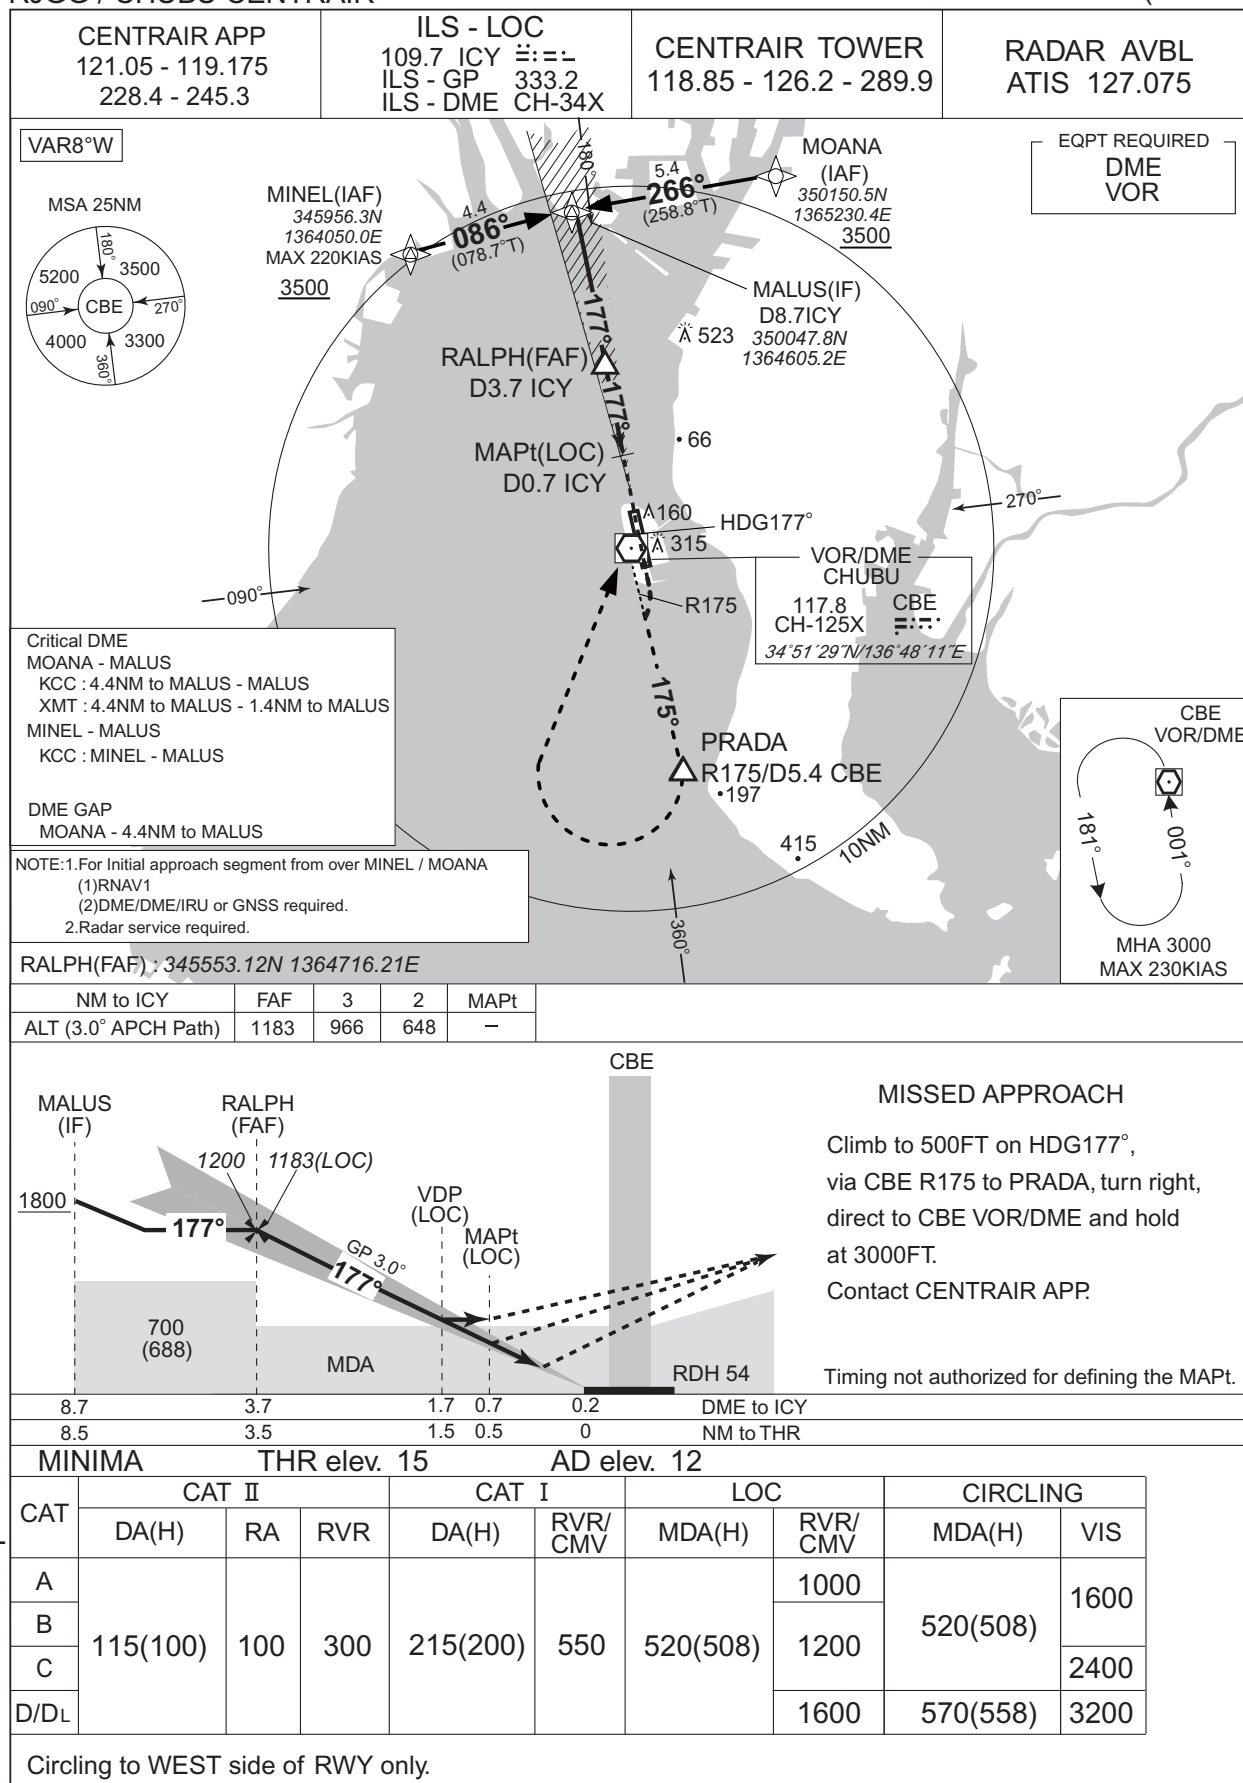 CENTRAIR APP
121.05 - 119.175
228.4 - 245.3
ILS - LOC
109.7 ICY
ILS - GP 333.2
ILS - DME CH-34X
CENTRAIR TOWER
118.85 - 126.2 - 289.9
RADAR AVBL
ATIS 127.075
VAR8°W
EQPT REQUIRED
DME
VOR
MSA 25NM
180°
5200
3500
090°
CBE
270°
4000
3300
360°
MINEL(IAF)
345956.3N
1364050.0E
MAX 220KIAS
3500
4.4
086°
(078.7°T)
180°
5.4
266°
(258.8°T)
MOANA
(IAF)
350150.5N
1365230.4E
3500
MALUS(IF)
D8.7ICY
350047.8N
1364605.2E
523
177°
RALPH(FAF)
D3.7 ICY
177°
66
MAPt(LOC)
D0.7 ICY
160
HDG177°
315
270°
VOR/DME
CHUBU
117.8 CBE
CH-125X
34°51′29″N/136°48′11″E
090°
R175
175°
PRADA
R175/D5.4 CBE
197
415
10NM
360°
Critical DME
MOANA - MALUS
KCC : 4.4NM to MALUS - MALUS
XMT : 4.4NM to MALUS - 1.4NM to MALUS
MINEL - MALUS
KCC : MINEL - MALUS
DME GAP
MOANA - 4.4NM to MALUS
NOTE:1.For Initial approach segment from over MINEL / MOANA
(1)RNAV1
(2)DME/DME/IRU or GNSS required.
2.Radar service required.
CBE
VOR/DME
181°
001°
MHA 3000
MAX 230KIAS
RALPH(FAF) : 345553.12N 1364716.21E
NM to ICY FAF 3 2 MAPt
ALT (3.0° APCH Path) 1183 966 648 –
MALUS
(IF)
RALPH
(FAF)
1200 1183(LOC)
1800
177°
GP 3.0°
177°
VDP
(LOC)
MAPt
(LOC)
CBE
700
(688)
MDA
RDH 54
MISSED APPROACH
Climb to 500FT on HDG177°,
via CBE R175 to PRADA, turn right,
direct to CBE VOR/DME and hold
at 3000FT.
Contact CENTRAIR APP.
Timing not authorized for defining the MAPt.
8.7 3.7 1.7 0.7 0.2 DME to ICY
8.5 3.5 1.5 0.5 0 NM to THR
MINIMA THR elev. 15 AD elev. 12
CAT CAT II CAT I LOC CIRCLING
DA(H) RA RVR DA(H) RVR/CMV MDA(H) RVR/CMV MDA(H) VIS
A 1000 1600
B 115(100) 100 300 215(200) 550 520(508) 1200 520(508)
C 2400
D/DL 1600 570(558) 3200
Circling to WEST side of RWY only.